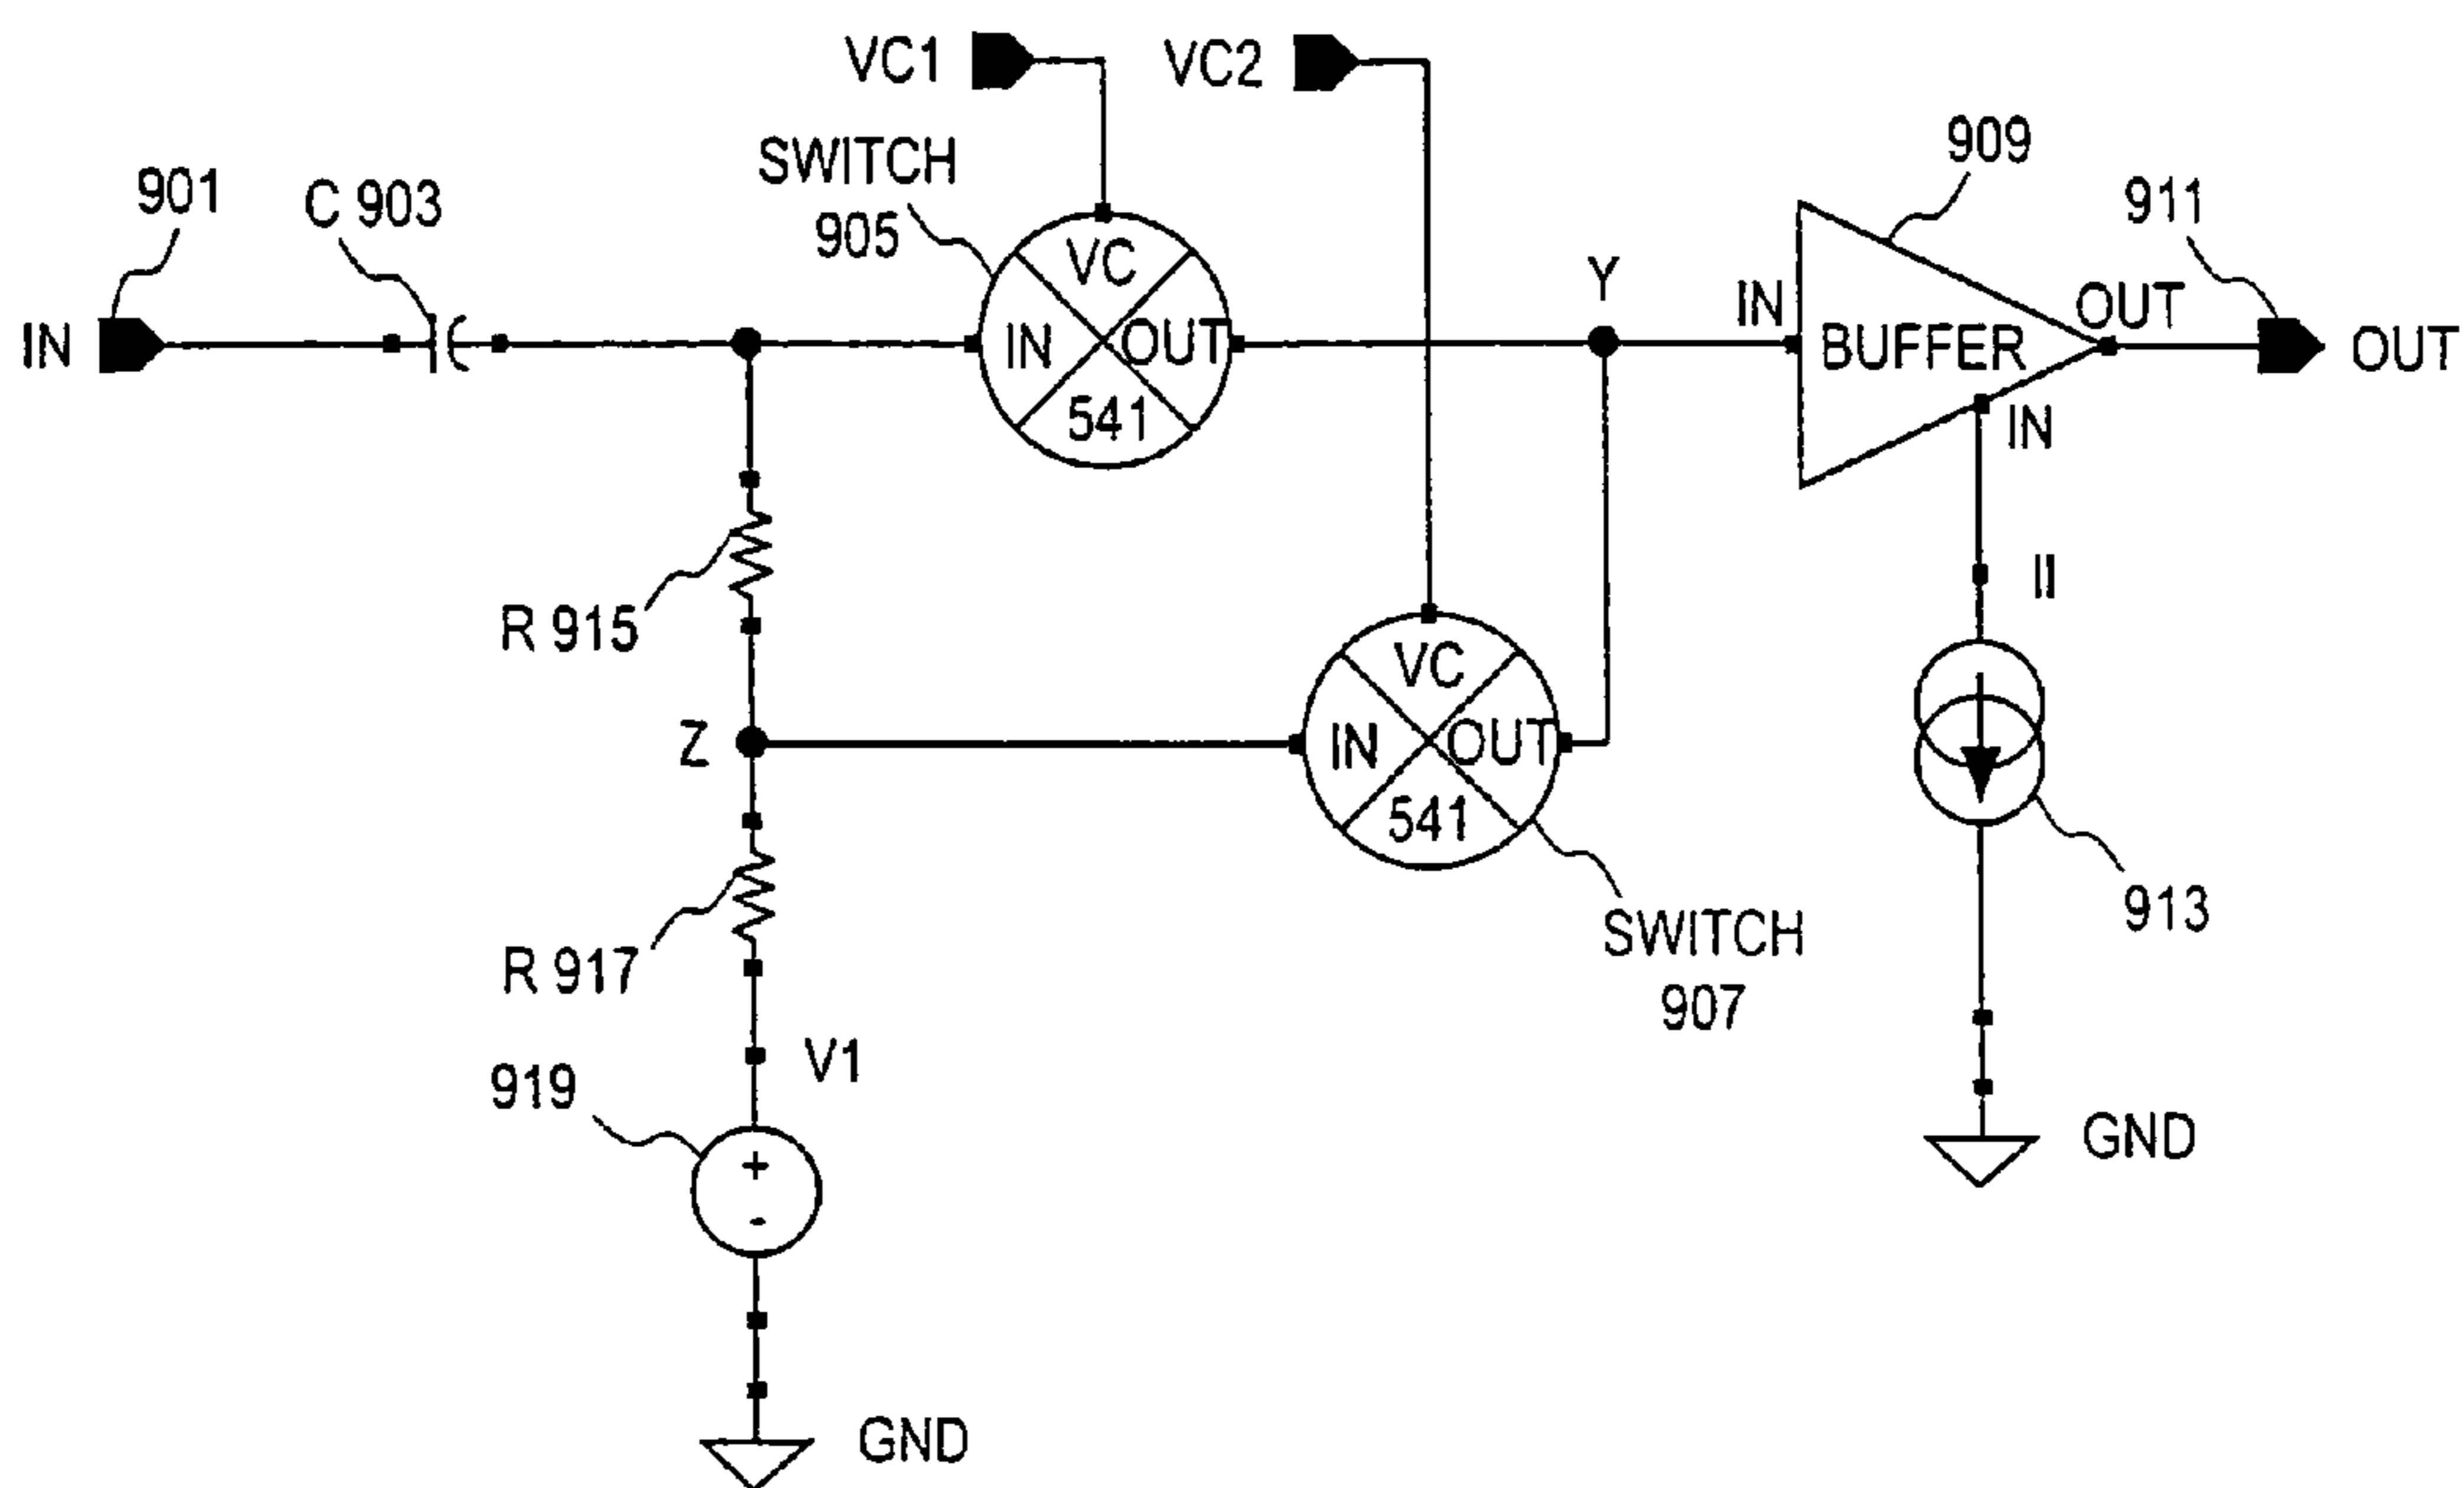 VC1
VC2
SWITCH
905
909
911
901
C 903
IN
VC
IN
OUT
541
Y
IN
BUFFER
OUT
OUT
IN
II
R 915
Z
VC
IN
OUT
541
SWITCH
907
913
R 917
V1
919
+
-
GND
GND